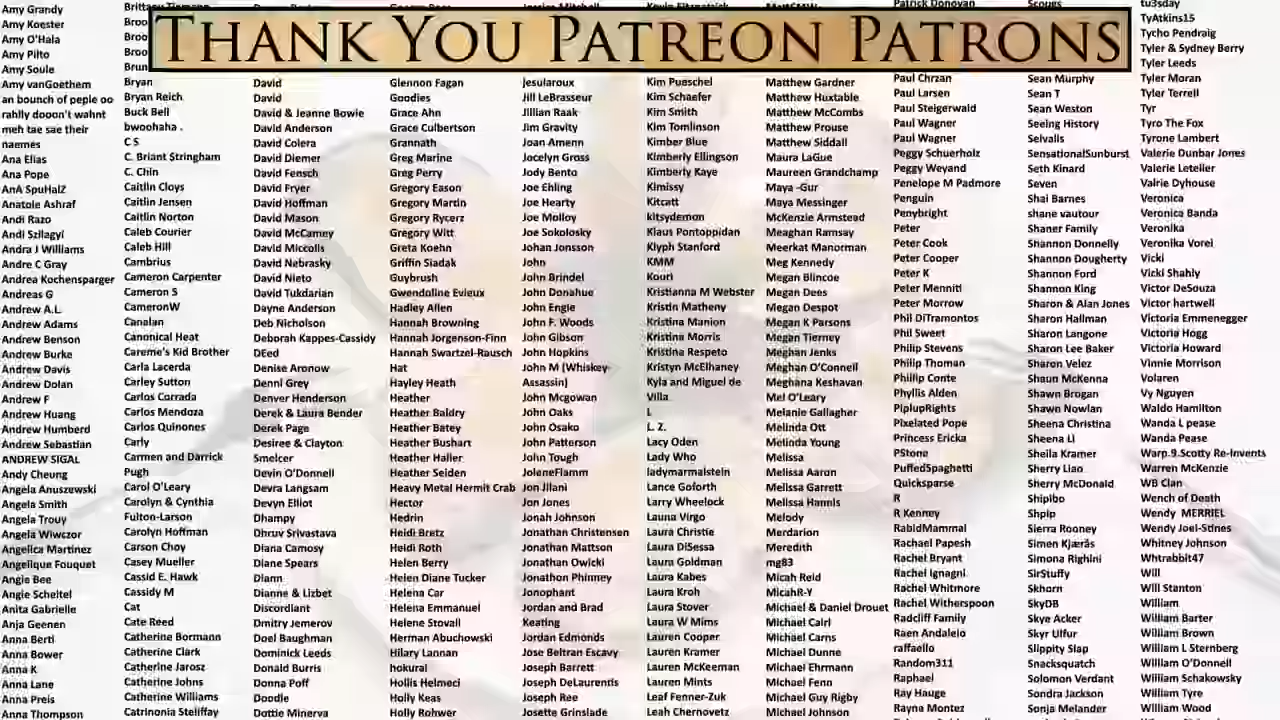 THANK YOU PATREON PATRONS
Amy Grandy
Amy Koester
Amy O'Hala
Amy Pilto
Amy Soule
Amy vanGoethem
an bounch of peple oo
rahlly dooon't wahnt
meh tae sae their
naemes
Ana Elias
Ana Pope
AnA SpuHalZ
Anatole Ashraf
Andi Razo
Andi Szilagyi
Andra J Williams
Andre C Gray
Andrea Kochensparger
Andreas G
Andrew A.L.
Andrew Adams
Andrew Benson
Andrew Burke
Andrew Davis
Andrew Dolan
Andrew F
Andrew Huang
Andrew Humberd
Andrew Sebastian
ANDREW SIGAL
Andy Cheung
Angela Anuszewski
Angela Smith
Angela Trouy
Angela Wiwczor
Angelica Martinez
Angelique Fouquet
Angie Bee
Angie Scheitel
Anita Gabrielle
Anja Geenen
Anna Berti
Anna Bower
Anna K
Anna Lane
Anna Preis
Anna Thompson
Bryan
Bryan Reich
Buck Bell
bwoohaha .
C S
C. Briant Stringham
C. Chin
Caitlin Cloys
Caitlin Jensen
Caitlin Norton
Caleb Courier
Caleb Hill
Cambrius
Cameron Carpenter
Cameron S
CameronW
Canalan
Canonical Heat
Careme's Kid Brother
Carla Lacerda
Carley Sutton
Carlos Corrada
Carlos Mendoza
Carlos Quinones
Carly
Carmen and Darrick
Pugh
Carol O'Leary
Carolyn & Cynthia
Fulton-Larson
Carolyn Hoffman
Carson Choy
Casey Mueller
Cassid E. Hawk
Cassidy M
Cat
Cate Reed
Catherine Bormann
Catherine Clark
Catherine Jarosz
Catherine Johns
Catherine Williams
Catrinonia Steliffay
David
David
David & Jeanne Bowie
David Anderson
David Colera
David Diemer
David Fensch
David Fryer
David Hoffman
David Mason
David McCamey
David Miccolis
David Nebrasky
David Nieto
David Tukdarian
Dayne Anderson
Deb Nicholson
Deborah Kappes-Cassidy
DEed
Denise Aronow
Denni Grey
Denver Henderson
Derek & Laura Bender
Derek Page
Desiree & Clayton
Smelcer
Devin O'Donnell
Devra Langsam
Devyn Elliot
Dhampy
Dhruv Srivastava
Diana Camosy
Diane Spears
Diann
Dianne & Lizbet
Discordiant
Dmitry Jemerov
Doel Baughman
Dominick Leeds
Donald Burris
Donna Poff
Doodle
Dottie Minerva
Glennon Fagan
Goodies
Grace Ahn
Grace Culbertson
Grannath
Greg Marine
Greg Perry
Gregory Eason
Gregory Martin
Gregory Rycerz
Gregory Witt
Greta Koehn
Griffin Siadak
Guybrush
Gwendoline Evieux
Hadley Allen
Hannah Browning
Hannah Jorgenson-Finn
Hannah Swartzel-Rausch
Hat
Hayley Heath
Heather
Heather Baldry
Heather Batey
Heather Bushart
Heather Haller
Heather Seiden
Heavy Metal Hermit Crab
Hector
Hedrin
Heidi Bretz
Heidi Roth
Helen Berry
Helen Diane Tucker
Helena Car
Helena Emmanuel
Helene Stovall
Herman Abuchowski
Hilary Lannan
hokural
Hollis Helmeci
Holly Keas
Holly Rohwer
Jesularoux
Jill LeBrasseur
Jillian Raak
Jim Gravity
Joan Amenn
Jocelyn Gross
Jody Bento
Joe Ehling
Joe Hearty
Joe Molloy
Joe Sokolosky
Johan Jonsson
John
John Brindel
John Donahue
John Engle
John F. Woods
John Gibson
John Hopkins
John M (Whiskey-
Assassin)
John Mcgowan
John Oaks
John Osako
John Patterson
John Tough
JoleneFlamm
Jon Jilani
Jon Jones
Jonah Johnson
Jonathan Christensen
Jonathan Mattson
Jonathan Owicki
Jonathon Phinney
Jonophant
Jordan and Brad
Keating
Jordan Edmonds
Jose Beltran Escavy
Joseph Barrett
Joseph DeLaurentis
Joseph Ree
Josette Grinslade
Kim Pueschel
Kim Schaefer
Kim Smith
Kim Tomlinson
Kimber Blue
Kimberly Ellingson
Kimberly Kaye
Kimissy
Kitcatt
kitsydemon
Klaus Pontoppidan
Klyph Stanford
KMM
Kouri
Kristianna M Webster
Kristin Matheny
Kristina Manion
Kristina Morris
Kristina Respeto
Kristyn McElhaney
Kyla and Miguel de
Villa
L
L. Z.
Lacy Oden
Lady Who
ladymarmalstein
Lance Goforth
Larry Wheelock
Launa Virgo
Laura Christie
Laura DiSessa
Laura Goldman
Laura Kabes
Laura Kroh
Laura Stover
Laura W Mims
Lauren Cooper
Lauren Kramer
Lauren McKeeman
Lauren Mints
Leaf Fenner-Zuk
Leah Chernovetz
Matthew Gardner
Matthew Huxtable
Matthew McCombs
Matthew Prouse
Matthew Siddall
Maura LaGue
Maureen Grandchamp
Maya -Gur
Maya Messinger
McKenzie Armstead
Meaghan Ramsay
Meerkat Manorman
Meg Kennedy
Megan Blincoe
Megan Dees
Megan Despot
Megan K Parsons
Megan Tierney
Meghan Jenks
Meghan O'Connell
Meghana Keshavan
Mel O'Leary
Melanie Gallagher
Melinda Ott
Melinda Young
Melissa
Melissa Aaron
Melissa Garrett
Melissa Hannis
Melody
Merdarion
Meredith
mg83
Micah Reid
MicahR-Y
Michael & Daniel Drouet
Michael Cairl
Michael Carns
Michael Dunne
Michael Ehrmann
Michael Fenn
Michael Guy Rigby
Michael Johnson
Patrick Donovan
Paul Chrzan
Paul Larsen
Paul Steigerwald
Paul Wagner
Paul Wagner
Peggy Schuerholz
Peggy Weyand
Penelope M Padmore
Penguin
Penybright
Peter
Peter Cook
Peter Cooper
Peter K
Peter Menniti
Peter Morrow
Phil DiTramontos
Phil Sweet
Philip Stevens
Philip Thoman
Phillip Conte
Phyllis Alden
PiplupRights
Pixelated Pope
Princess Ericka
PStone
PuffedSpaghetti
Quicksparse
R
R Kenney
RabidMammal
Rachael Papesh
Rachel Bryant
Rachel Ignagni
Rachel Whitmore
Rachel Witherspoon
Radcliff Family
Raen Andalelo
raffaello
Random311
Raphael
Ray Hauge
Rayna Montez
Scouges
Sean Murphy
Sean T
Sean Weston
Seeing History
Selvalis
SensationalSunburst
Seth Kinard
Seven
Shai Barnes
shane vautour
Shaner Family
Shannon Donnelly
Shannon Dougherty
Shannon Ford
Shannon King
Sharon & Alan Jones
Sharon Hallman
Sharon Langone
Sharon Lee Baker
Sharon Velez
Shaun McKenna
Shawn Brogan
Shawn Nowlan
Sheena Christina
Sheena Li
Sheila Kramer
Sherry Liao
Sherry McDonald
Shipibo
Shpip
Sierra Rooney
Simen Kjærås
Simona Righini
SirStuffy
Skhorn
SkyDB
Skye Acker
Skyr Ulfur
Slippity Slap
Snacksquatch
Solomon Verdant
Sondra Jackson
Sonja Melander
tu3sday
TyAtkins15
Tycho Pendraig
Tyler & Sydney Berry
Tyler Leeds
Tyler Moran
Tyler Terrell
Tyr
Tyro The Fox
Tyrone Lambert
Valerie Dunbar Jones
Valerie Letelier
Valrie Dyhouse
Veronica
Veronica Banda
Veronika
Veronika Vorel
Vicki
Vicki Shahly
Victor DeSouza
Victor hartwell
Victoria Emmenegger
Victoria Hogg
Victoria Howard
Vinnie Morrison
Volaren
Vy Nguyen
Waldo Hamilton
Wanda L pease
Wanda Pease
Warp.9.Scotty Re-Invents
Warren McKenzie
WB Clan
Wench of Death
Wendy MERRIEL
Wendy Joel-Stines
Whitney Johnson
Whtrabbit47
Will
Will Stanton
William
William Barter
William Brown
William L Sternberg
William O'Donnell
William Schakowsky
William Tyre
William Wood